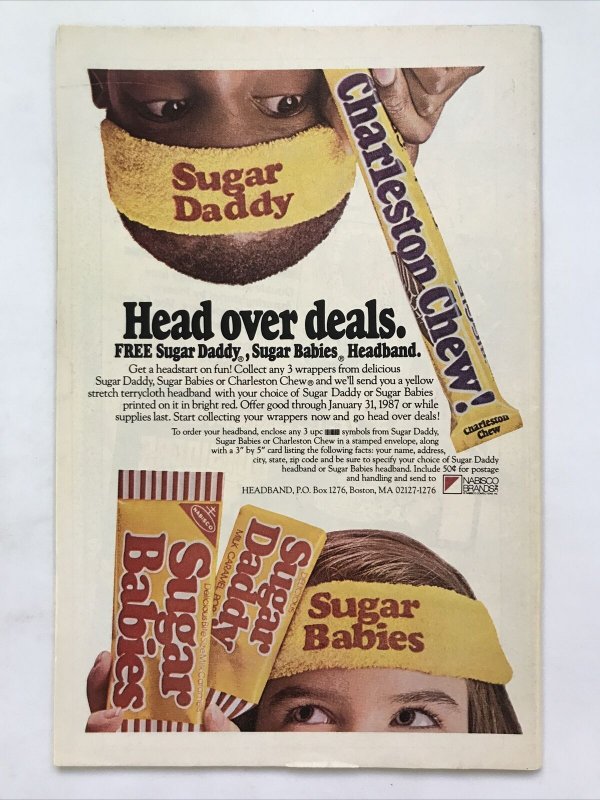 Sugar
Daddy
Charleston Chew!
Charleston
Chew
Head over deals.
FREE Sugar Daddy®, Sugar Babies® Headband.
Get a headstart on fun! Collect any 3 wrappers from delicious
Sugar Daddy, Sugar Babies or Charleston Chew® and we'll send you a yellow
stretch terrycloth headband with your choice of Sugar Daddy or Sugar Babies
printed on it in bright red. Offer good through January 31, 1987 or while
supplies last. Start collecting your wrappers now and go head over deals!
To order your headband, enclose any 3 upc symbols from Sugar Daddy,
Sugar Babies or Charleston Chew in a stamped envelope, along
with a 3" by 5" card listing the following facts: your name, address,
city, state, zip code and be sure to specify your choice of Sugar Daddy
headband or Sugar Babies headband. Include 50¢ for postage
and handling and send to
HEADBAND, P.O. Box 1276, Boston, MA 02127-1276
NABISCO
BRANDS
NABISCO
Sugar
Babies
Sugar
Daddy
MILK CARAMEL POP
Sugar
Babies